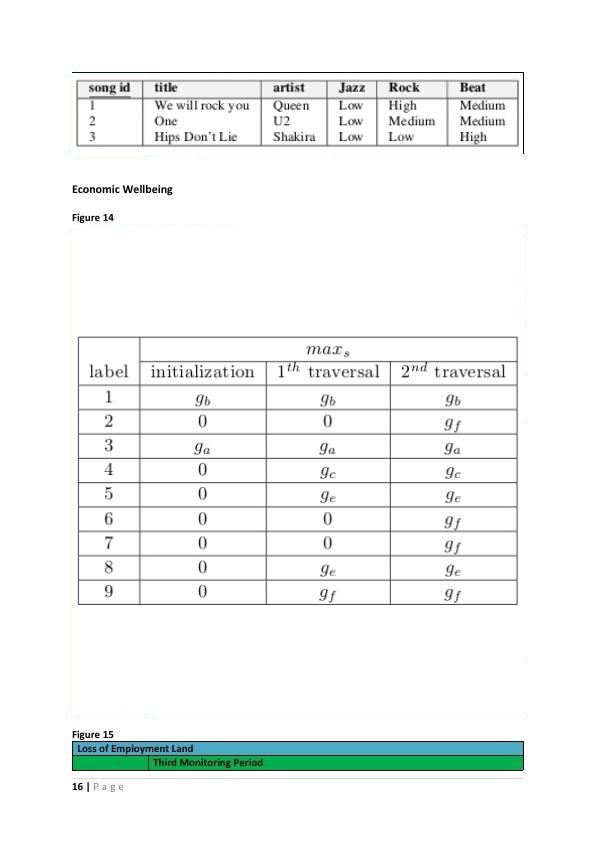 song id title artist Jazz Rock Beat
1 We will rock you Queen Low High Medium
2 One U2 Low Medium Medium
3 Hips Don't Lie Shakira Low Low High
Economic Wellbeing
Figure 14
max_s
label initialization 1^th traversal 2^nd traversal
1 g_b g_b g_b
2 0 0 g_f
3 g_a g_a g_a
4 0 g_c g_c
5 0 g_e g_e
6 0 0 g_f
7 0 0 g_f
8 0 g_e g_e
9 0 g_f g_f
Figure 15
Loss of Employment Land
Third Monitoring Period
16 | Page